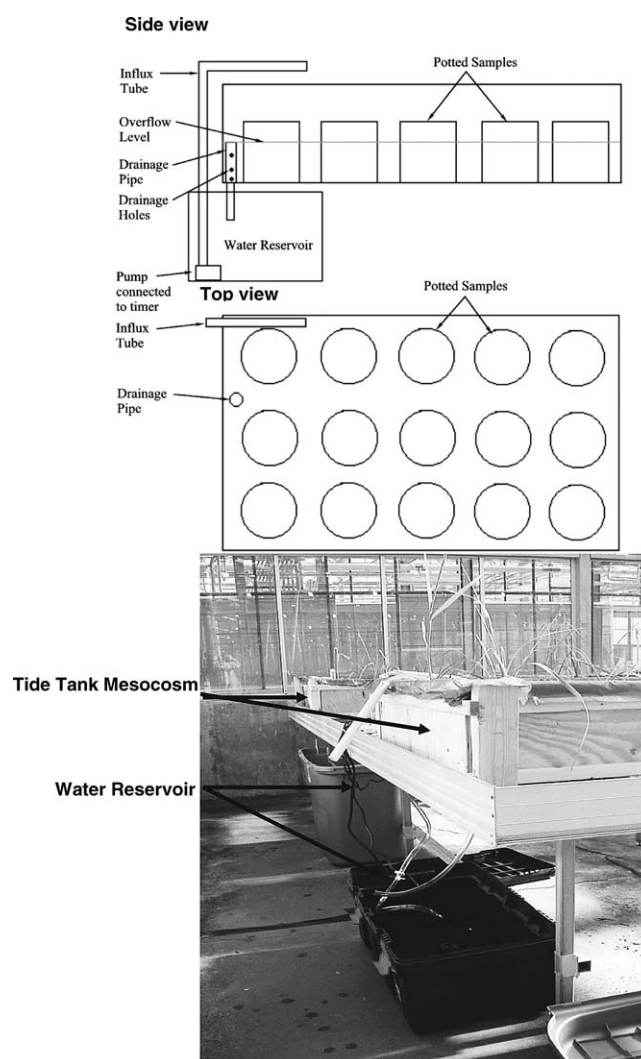 Side view
Influx
Tube
Potted Samples
Overflow
Level
Drainage
Pipe
Drainage
Holes
Water Reservoir
Pump
connected
to timer
Top view
Potted Samples
Influx
Tube
Drainage
Pipe
Tide Tank Mesocosm
Water Reservoir